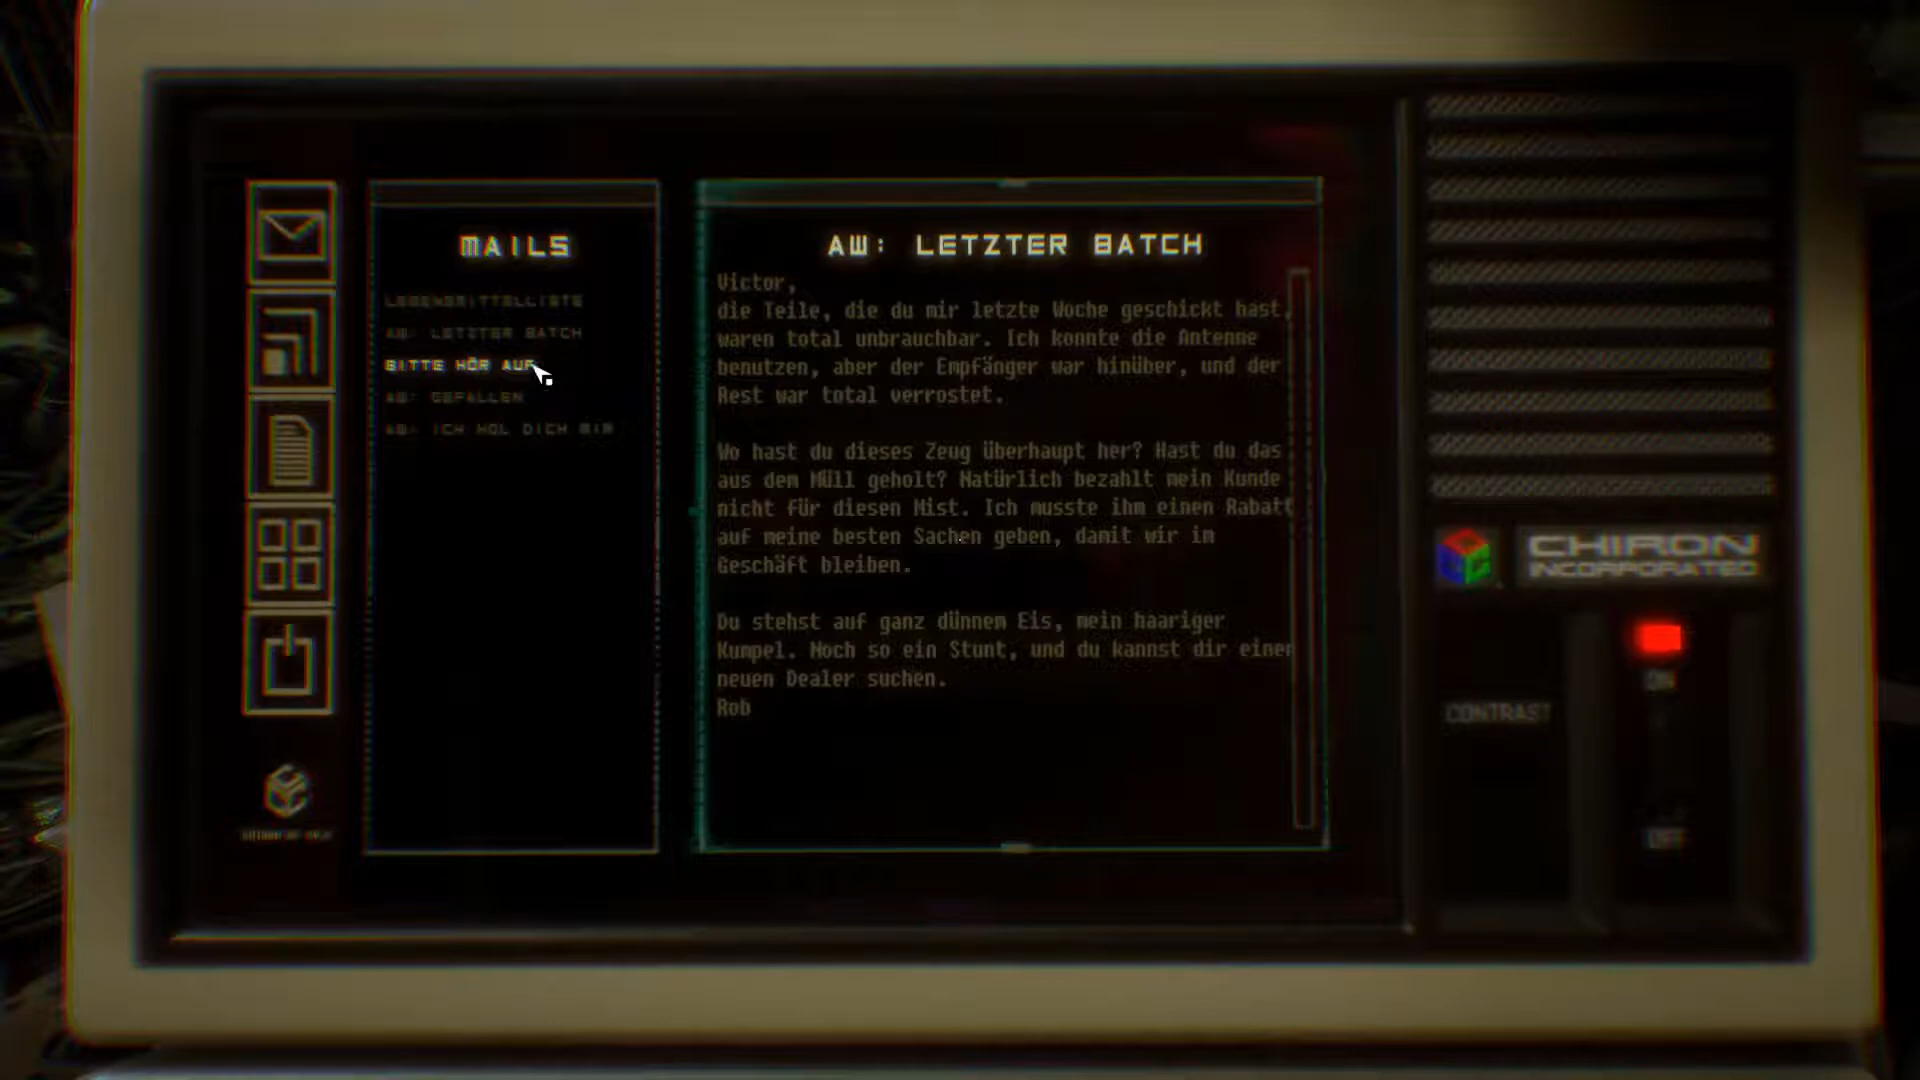 MAILS
LEBENSMITTELLISTE
AW: LETZTER BATCH
BITTE HÖR AUF
AW: GEFALLEN
AW: ICH HOL DICH BIR
AW: LETZTER BATCH
Victor,
die Teile, die du mir letzte Woche geschickt hast,
waren total unbrauchbar. Ich konnte die Antenne
benutzen, aber der Empfänger war hinüber, und der
Rest war total verrostet.
Wo hast du dieses Zeug überhaupt her? Hast du das
aus dem Müll geholt? Natürlich bezahlt mein Kunde
nicht für diesen Mist. Ich musste ihm einen Rabatt
auf meine besten Sachen geben, damit wir im
Geschäft bleiben.
Du stehst auf ganz dünnem Eis, mein haariger
Kumpel. Noch so ein Stunt, und du kannst dir einen
neuen Dealer suchen.
Rob
CHIRON
INCORPORATED
ON
CONTRAST
OFF